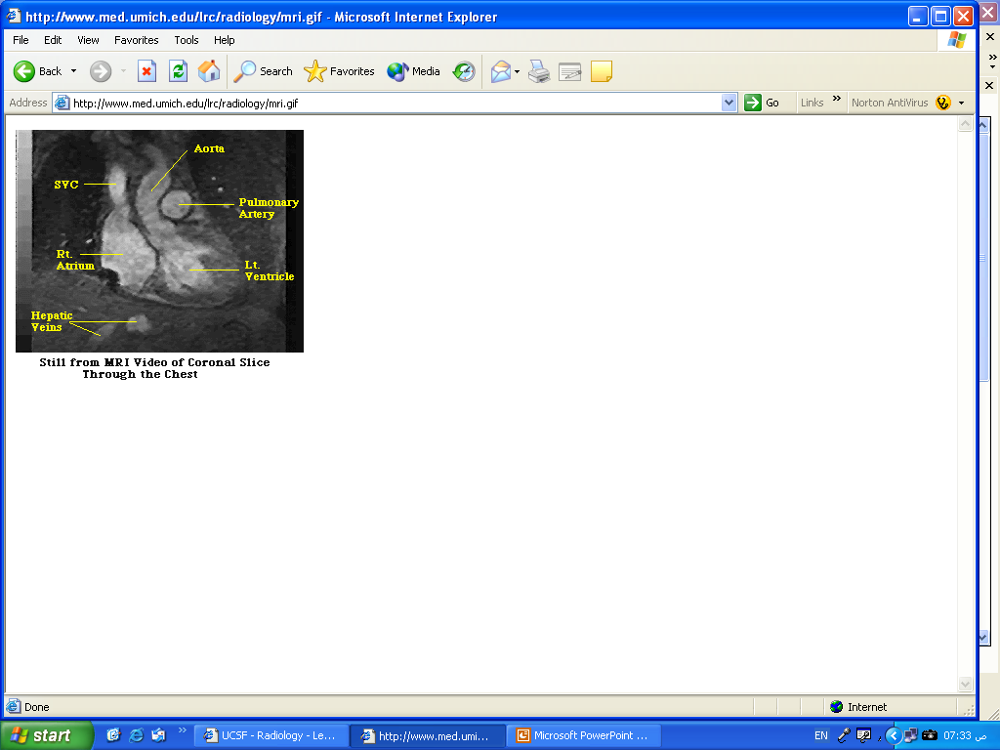 http://www.med.umich.edu/lrc/radiology/mri.gif - Microsoft Internet Explorer
File Edit View Favorites Tools Help
Back Search Favorites Media
Address http://www.med.umich.edu/lrc/radiology/mri.gif Go Links » Norton AntiVirus
Aorta
SVC
Pulmonary
Artery
Rt.
Atrium
Lt.
Ventricle
Hepatic
Veins
Still from MRI Video of Coronal Slice
Through the Chest
Done Internet
start UCSF - Radiology - Le... http://www.med.umi... Microsoft PowerPoint ... EN 07:33 ص